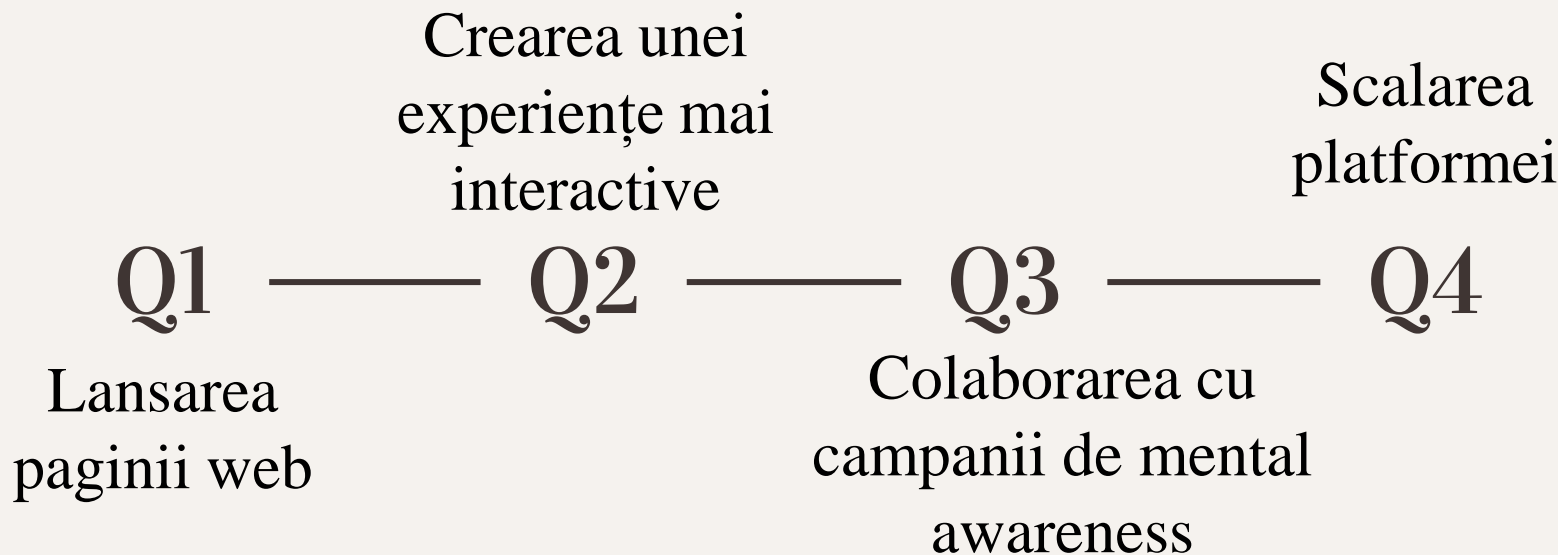 Crearea unei
experiențe mai
interactive
Scalarea
platformei
Q1
Q2
Q3
Q4
Lansarea
paginii web
Colaborarea cu
campanii de mental
awareness